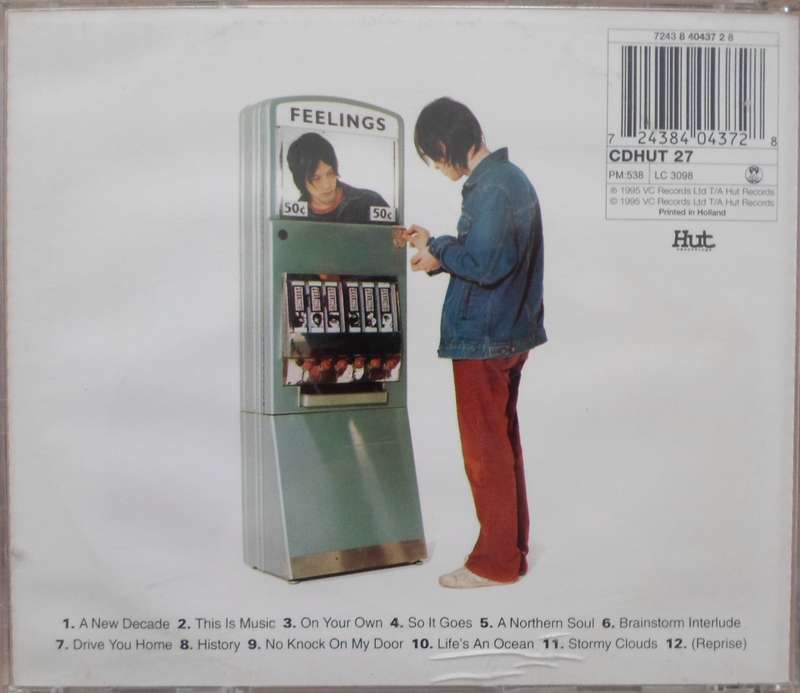 7243 8 40437 2 8
7 24384 04372 8
CDHUT 27
PM:538 LC 3098
℗ 1995 VC Records Ltd T/A Hut Records
© 1995 VC Records Ltd T/A Hut Records
Printed in Holland
Hut
recordings
FEELINGS
50c 50c
1. A New Decade 2. This Is Music 3. On Your Own 4. So It Goes 5. A Northern Soul 6. Brainstorm Interlude
7. Drive You Home 8. History 9. No Knock On My Door 10. Life's An Ocean 11. Stormy Clouds 12. (Reprise)